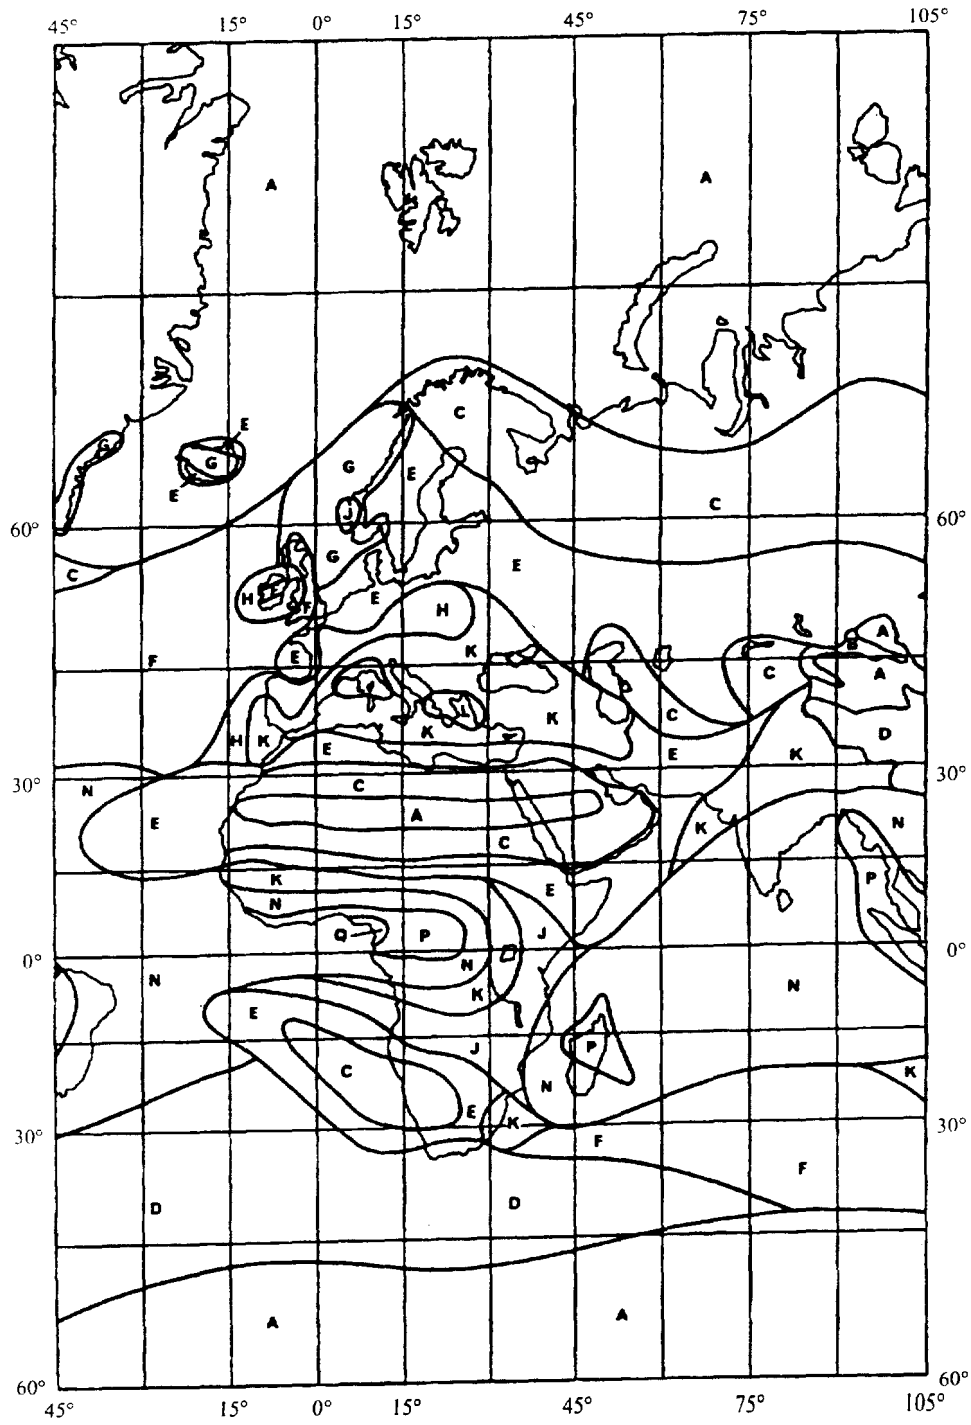 45° 15° 0° 15° 45° 75° 105°
A A
E C
G G E
E J C
60° 60°
G E
C H E E H
F E K A B A
C
L C
H K E K K E K D
30° 30°
N C
E A K N
C
K E P
N
Q P J
0° 0°
N N N
E K
J P
C N K
E K
30° 30°
F F
D D
A A
60° 60°
45° 15° 0° 15° 45° 75° 105°